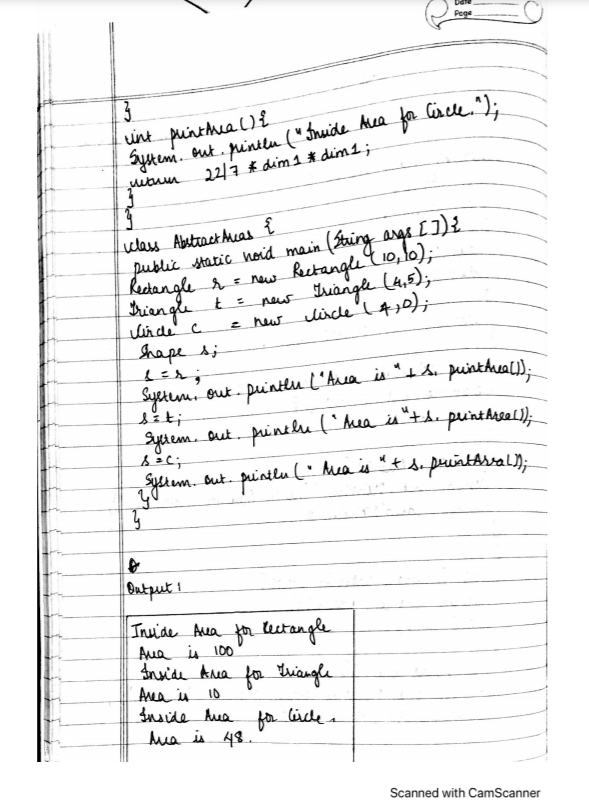 Date
Page
}
int printArea () {
System. out. println ("Inside Area for Circle.");
return 22/7 * dim1 * dim1;
}
}
class AbstractAreas {
public static void main (String args []) {
Rectangle r = new Rectangle (10,10);
Triangle t = new Triangle (4,5);
Circle c = new Circle (4,0);
Shape s;
s = r;
System. out. println ("Area is " + s. printArea());
s = t;
System. out. println (" Area is" + s. printArea());
s = c;
System. out. println (" Area is " + s. printArea());
}
}
Output:
Inside Area for Rectangle
Area is 100
Inside Area for Triangle
Area is 10
Inside Area for Circle.
Area is 48.
Scanned with CamScanner